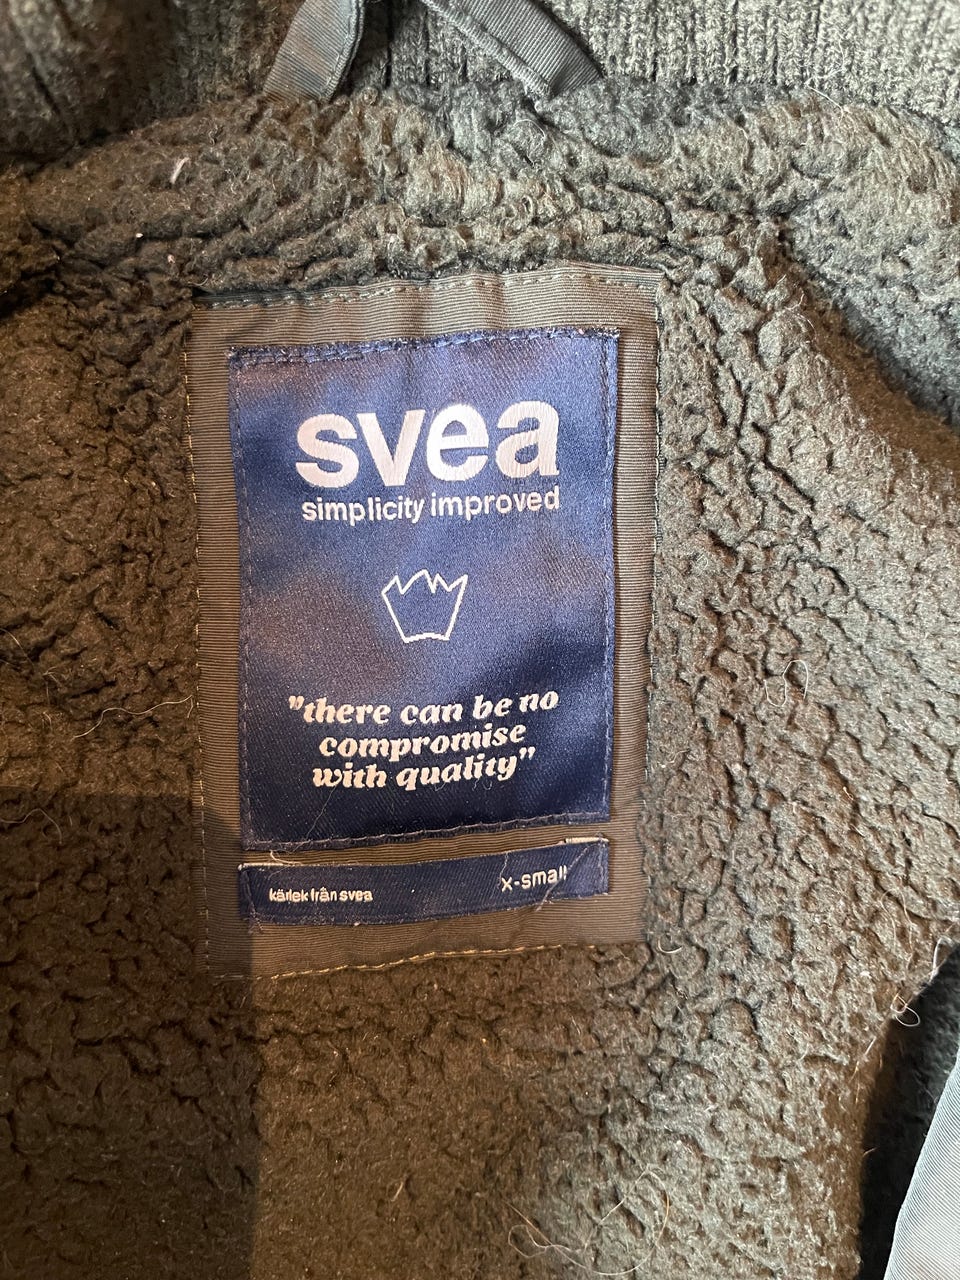 svea
simplicity improved
"there can be no
compromise
with quality"
kärlek från svea
x-small